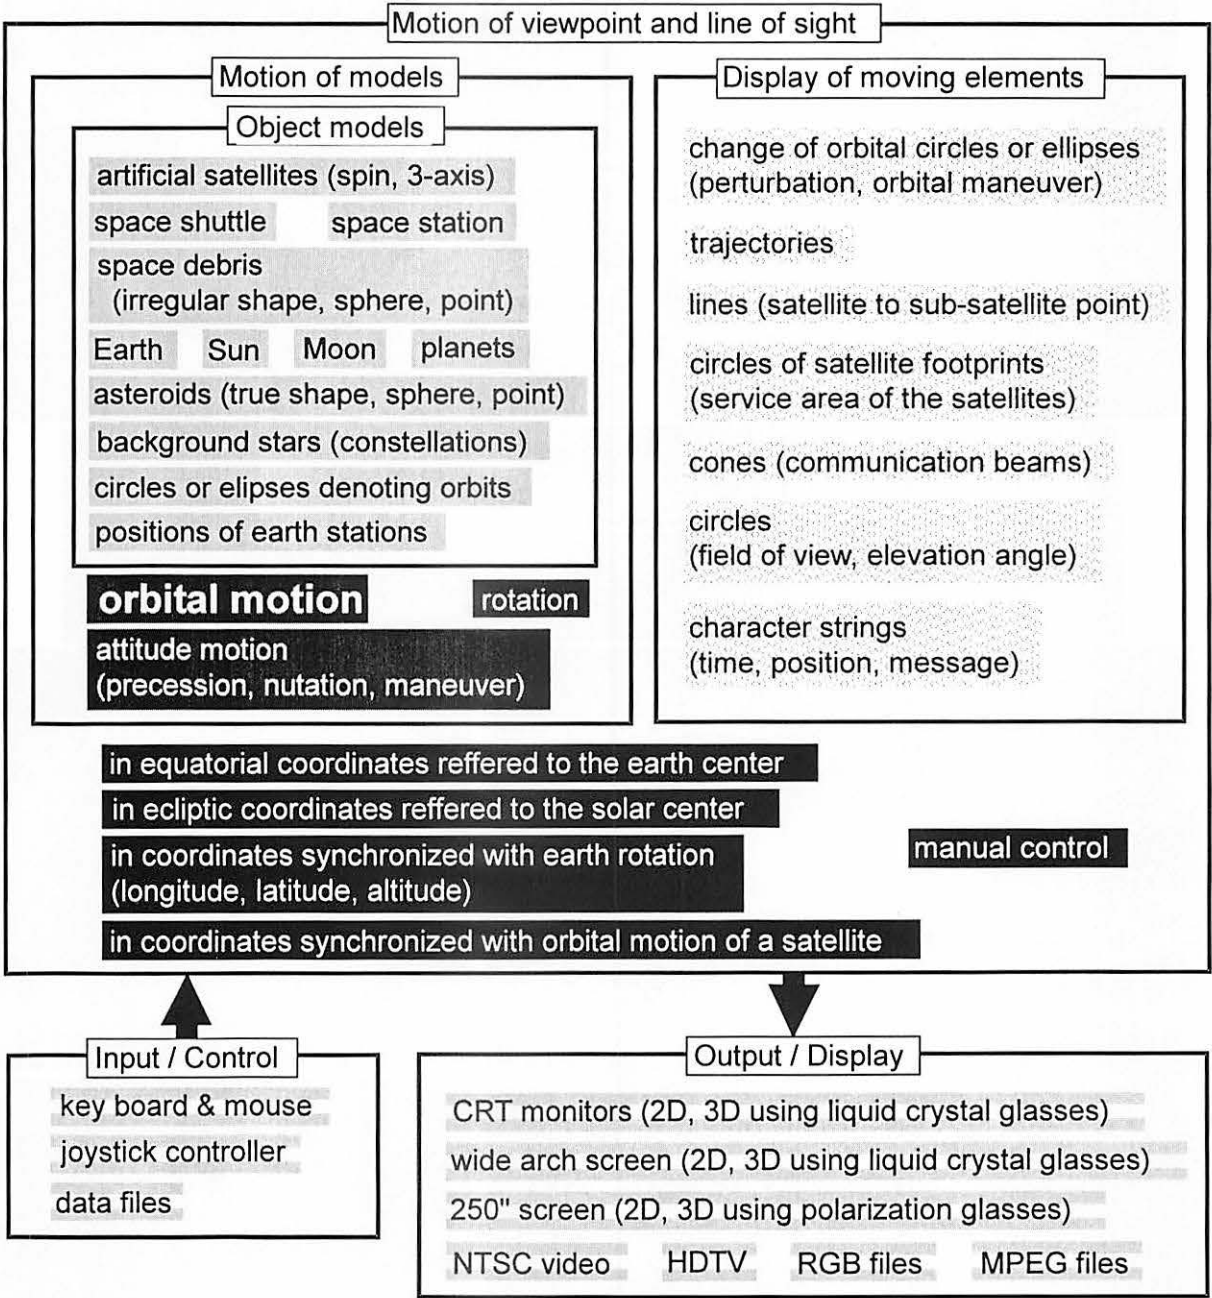 Motion of viewpoint and line of sight
Motion of models
Object models
artificial satellites (spin, 3-axis)
space shuttle
space station
space debris
(irregular shape, sphere, point)
Earth
Sun
Moon
planets
asteroids (true shape, sphere, point)
background stars (constellations)
circles or elipses denoting orbits
positions of earth stations
orbital motion
rotation
attitude motion
(precession, nutation, maneuver)
Display of moving elements
change of orbital circles or ellipses
(perturbation, orbital maneuver)
trajectories
lines (satellite to sub-satellite point)
circles of satellite footprints
(service area of the satellites)
cones (communication beams)
circles
(field of view, elevation angle)
character strings
(time, position, message)
in equatorial coordinates reffered to the earth center
in ecliptic coordinates reffered to the solar center
in coordinates synchronized with earth rotation
(longitude, latitude, altitude)
in coordinates synchronized with orbital motion of a satellite
manual control
Input / Control
key board & mouse
joystick controller
data files
Output / Display
CRT monitors (2D, 3D using liquid crystal glasses)
wide arch screen (2D, 3D using liquid crystal glasses)
250" screen (2D, 3D using polarization glasses)
NTSC video
HDTV
RGB files
MPEG files